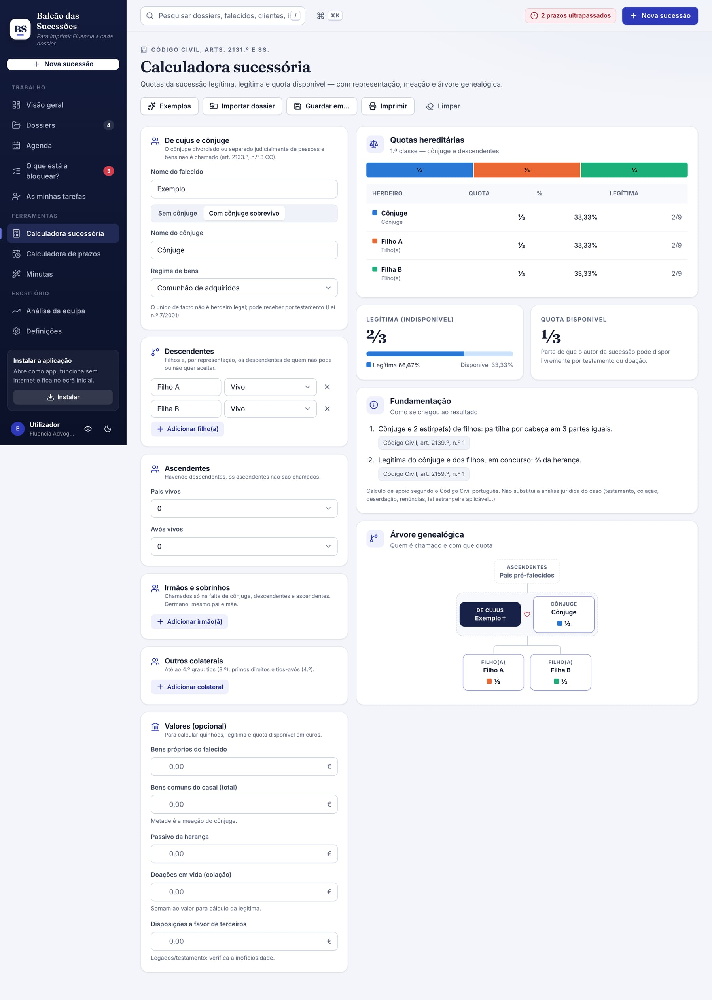 BS
Balcão das
Sucessões
Para imprimir Fluencia a cada
dossier.
+ Nova sucessão
TRABALHO
Visão geral
Dossiers 4
Agenda
O que está a
bloquear? 3
As minhas tarefas
FERRAMENTAS
Calculadora sucessória
Calculadora de prazos
Minutas
ESCRITÓRIO
Análise da equipa
Definições
Instalar a aplicação
Abre como app, funciona sem
internet e fica no ecrã inicial.
Instalar
E
Utilizador
Fluencia Advog...
Pesquisar dossiers, falecidos, clientes, /
⌘ ⌘K
2 prazos ultrapassados
+ Nova sucessão
CÓDIGO CIVIL, ARTS. 2131.º E SS.
Calculadora sucessória
Quotas da sucessão legítima, legítima e quota disponível — com representação, meação e árvore genealógica.
Exemplos
Importar dossier
Guardar em...
Imprimir
Limpar
De cujus e cônjuge
O cônjuge divorciado ou separado judicialmente de pessoas e
bens não é chamado (art. 2133.º, n.º 3 CC).
Nome do falecido
Exemplo
Sem cônjuge Com cônjuge sobrevivo
Nome do cônjuge
Cônjuge
Regime de bens
Comunhão de adquiridos
O unido de facto não é herdeiro legal; pode receber por testamento (Lei
n.º 7/2001).
Descendentes
Filhos e, por representação, os descendentes de quem não pode
ou não quer aceitar.
Filho A Vivo
Filha B Vivo
+ Adicionar filho(a)
Ascendentes
Havendo descendentes, os ascendentes não são chamados.
Pais vivos
0
Avós vivos
0
Irmãos e sobrinhos
Chamados só na falta de cônjuge, descendentes e ascendentes.
Germano: mesmo pai e mãe.
+ Adicionar irmão(ã)
Outros colaterais
Até ao 4.º grau: tios (3.º); primos direitos e tios-avós (4.º).
+ Adicionar colateral
Valores (opcional)
Para calcular quinhões, legítima e quota disponível em euros.
Bens próprios do falecido
0,00 €
Bens comuns do casal (total)
0,00 €
Metade é a meação do cônjuge.
Passivo da herança
0,00 €
Doações em vida (colação)
0,00 €
Somam ao valor para cálculo da legítima.
Disposições a favor de terceiros
0,00 €
Legados/testamento: verifica a inoficiosidade.
Quotas hereditárias
1.ª classe — cônjuge e descendentes
⅓ ⅓ ⅓
HERDEIRO QUOTA % LEGÍTIMA
Cônjuge ⅓ 33,33% 2/9
Cônjuge
Filho A ⅓ 33,33% 2/9
Filho(a)
Filha B ⅓ 33,33% 2/9
Filho(a)
LEGÍTIMA (INDISPONÍVEL)
⅔
Legítima 66,67% Disponível 33,33%
QUOTA DISPONÍVEL
⅓
Parte de que o autor da sucessão pode dispor
livremente por testamento ou doação.
Fundamentação
Como se chegou ao resultado
1. Cônjuge e 2 estirpe(s) de filhos: partilha por cabeça em 3 partes iguais.
Código Civil, art. 2139.º, n.º 1
2. Legítima do cônjuge e dos filhos, em concurso: ⅔ da herança.
Código Civil, art. 2159.º, n.º 1
Cálculo de apoio segundo o Código Civil português. Não substitui a análise jurídica do caso (testamento, colação,
deserdação, renúncias, lei estrangeira aplicável...).
Árvore genealógica
Quem é chamado e com que quota
ASCENDENTES
Pais pré-falecidos
DE CUJUS
Exemplo †
CÔNJUGE
Cônjuge
⅓
FILHO(A)
Filho A
⅓
FILHO(A)
Filha B
⅓